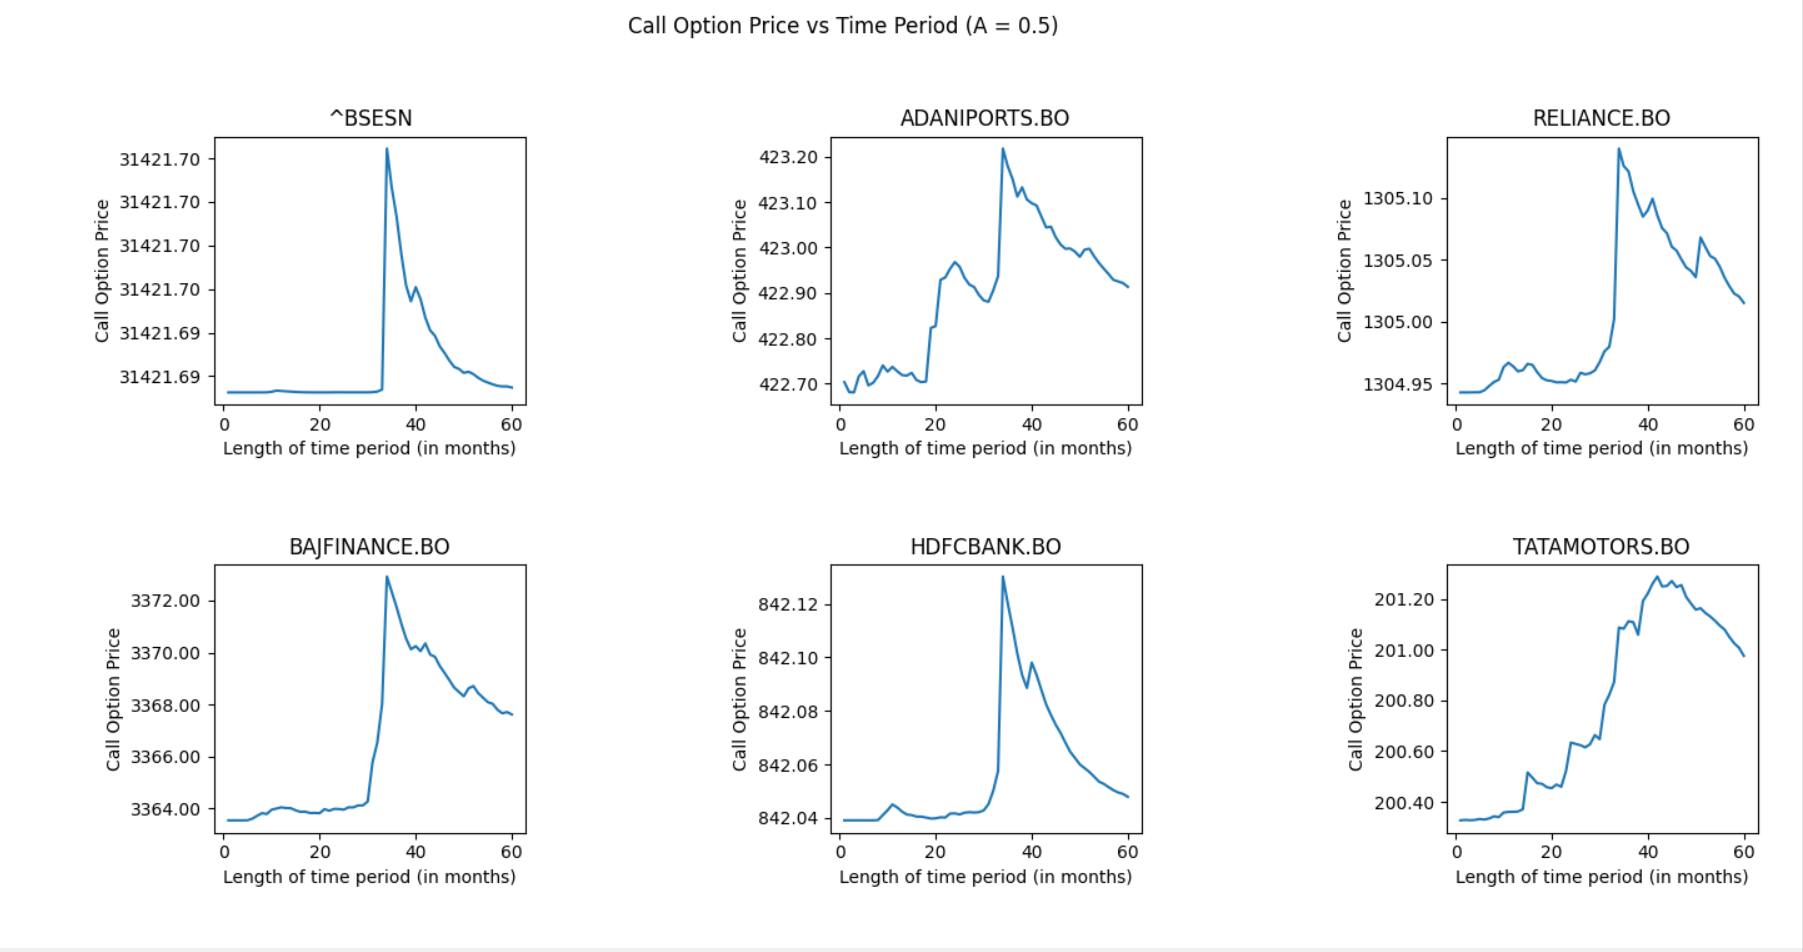 Call Option Price vs Time Period (A = 0.5)
^BSESN
31421.70
31421.70
31421.70
31421.70
31421.69
31421.69
Call Option Price
0 20 40 60
Length of time period (in months)
ADANIPORTS.BO
423.20
423.10
423.00
422.90
422.80
422.70
Call Option Price
0 20 40 60
Length of time period (in months)
RELIANCE.BO
1305.10
1305.05
1305.00
1304.95
Call Option Price
0 20 40 60
Length of time period (in months)
BAJFINANCE.BO
3372.00
3370.00
3368.00
3366.00
3364.00
Call Option Price
0 20 40 60
Length of time period (in months)
HDFCBANK.BO
842.12
842.10
842.08
842.06
842.04
Call Option Price
0 20 40 60
Length of time period (in months)
TATAMOTORS.BO
201.20
201.00
200.80
200.60
200.40
Call Option Price
0 20 40 60
Length of time period (in months)